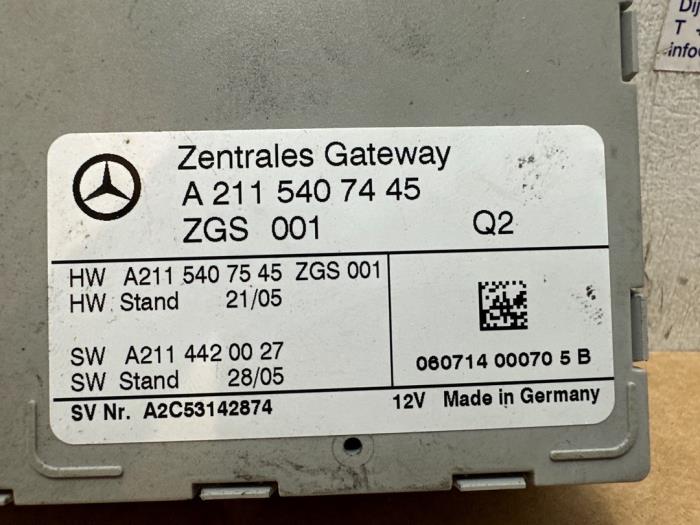 Dij
T
info
Zentrales Gateway
A 211 540 74 45
ZGS 001 Q2
HW A211 540 75 45 ZGS 001
HW Stand 21/05
SW A211 442 00 27
SW Stand 28/05
060714 00070 5 B
SV Nr. A2C53142874
12V Made in Germany